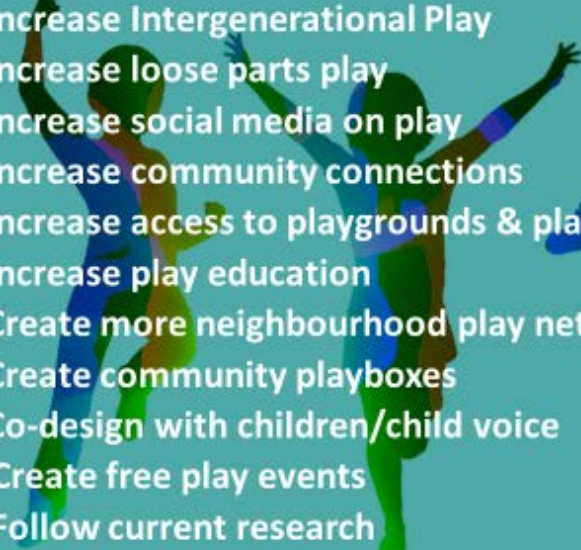 ncrease Intergenerational Play
ncrease loose parts play
ncrease social media on play
ncrease community connections
ncrease access to playgrounds & pla
ncrease play education
Create more neighbourhood play net
Create community playboxes
Co-design with children/child voice
Create free play events
Follow current research